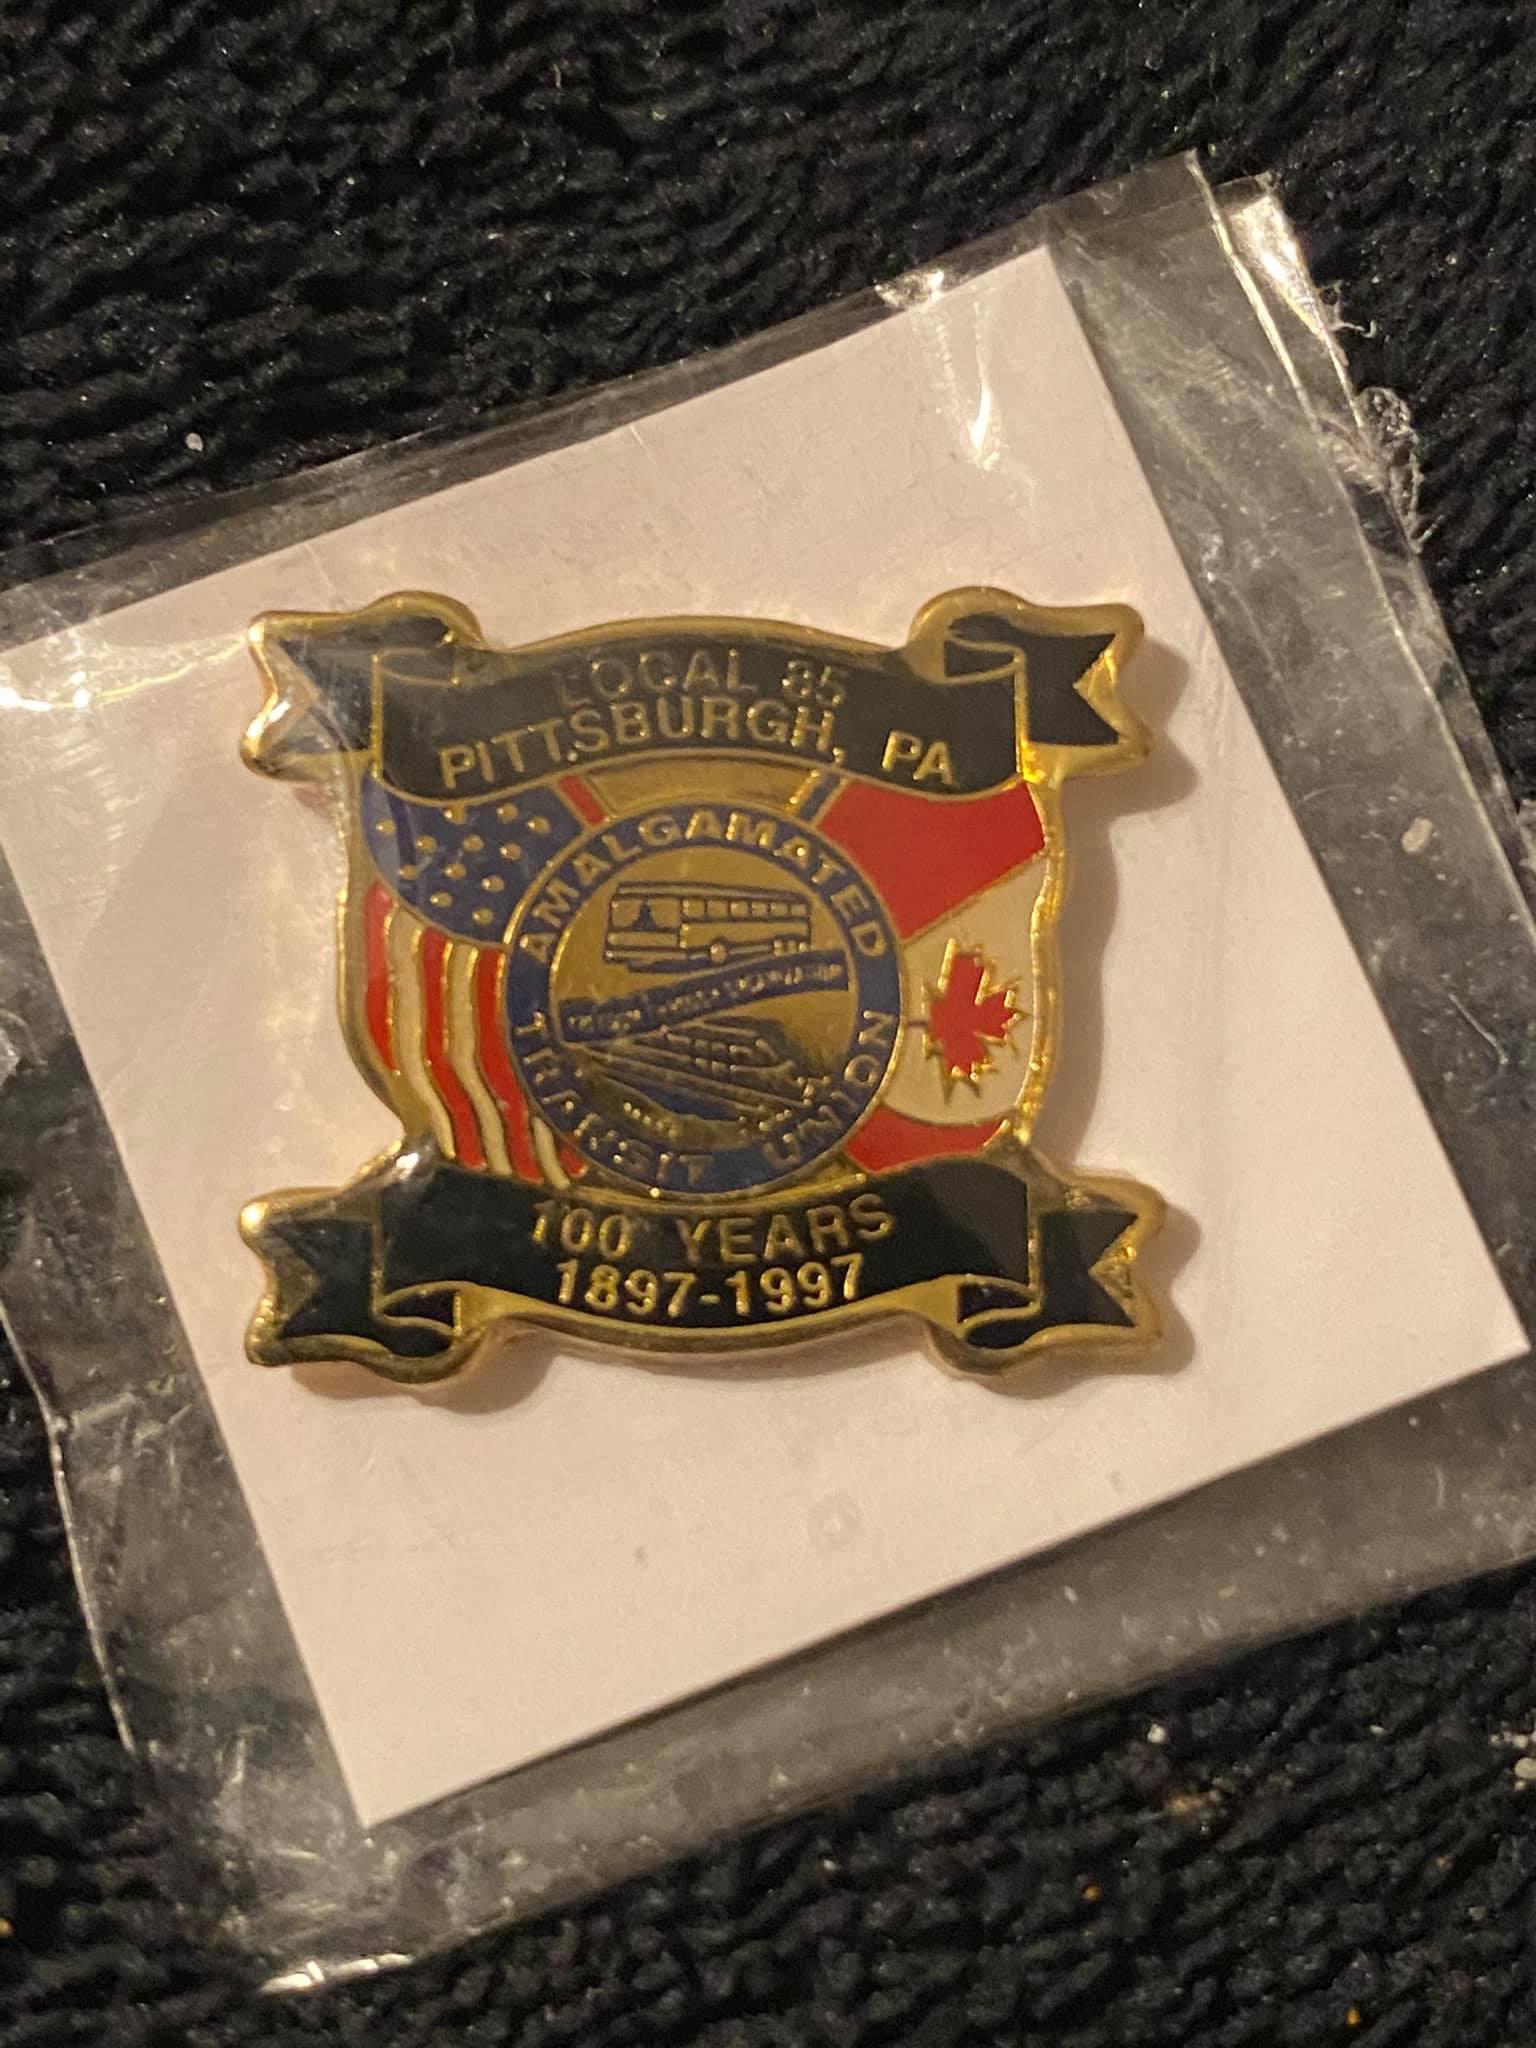 LOCAL 85
PITTSBURGH, PA
AMALGAMATED
TRANSIT UNION
100 YEARS
1897-1997